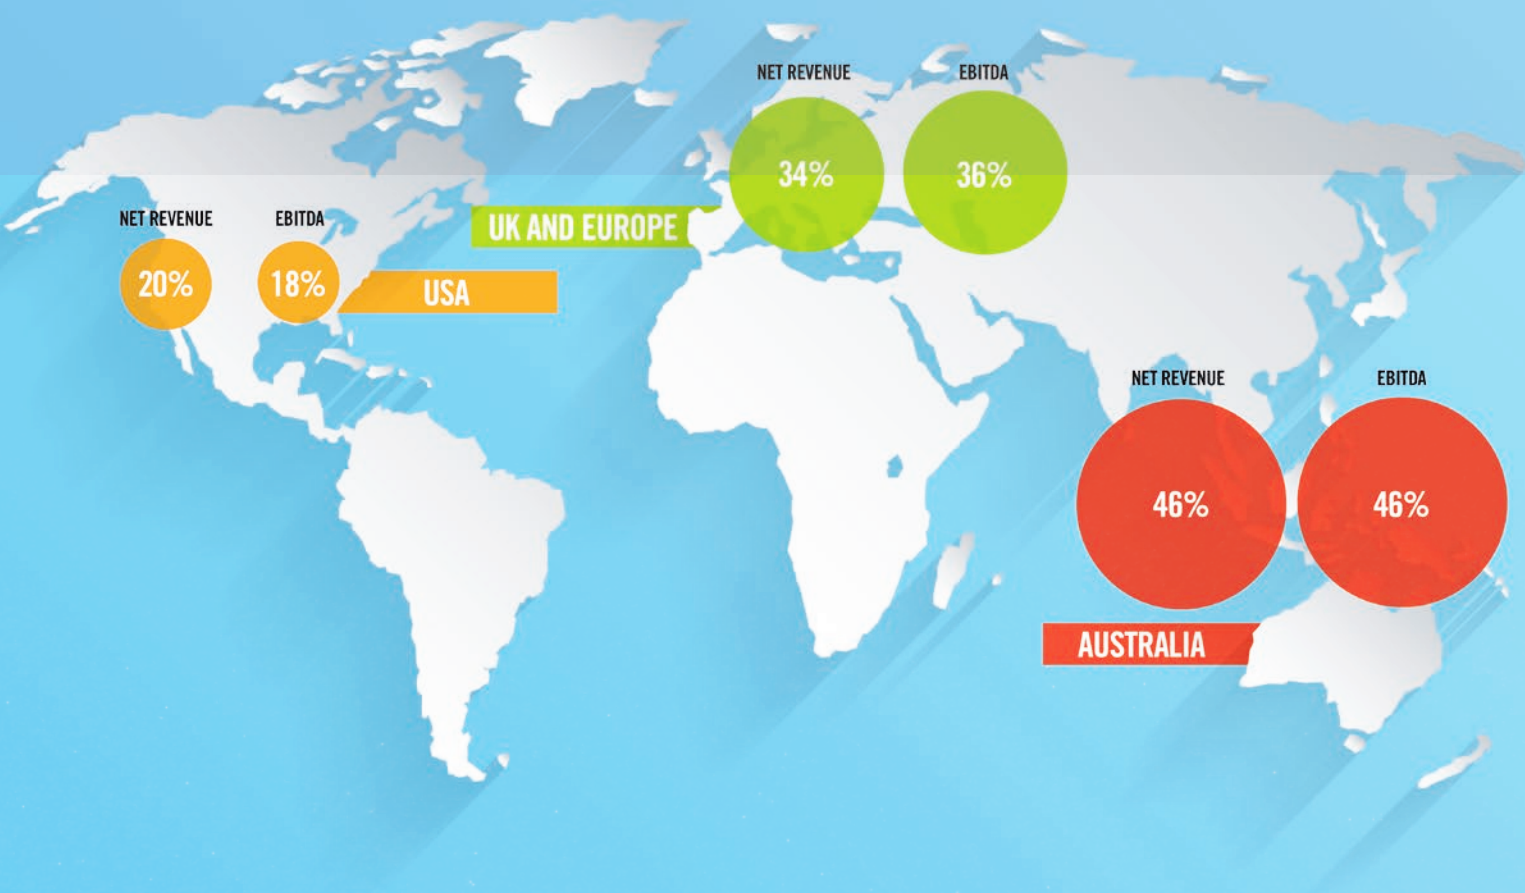 NET REVENUE EBITDA
34% 36%
UK AND EUROPE
NET REVENUE EBITDA
20% 18%
USA
NET REVENUE EBITDA
46% 46%
AUSTRALIA